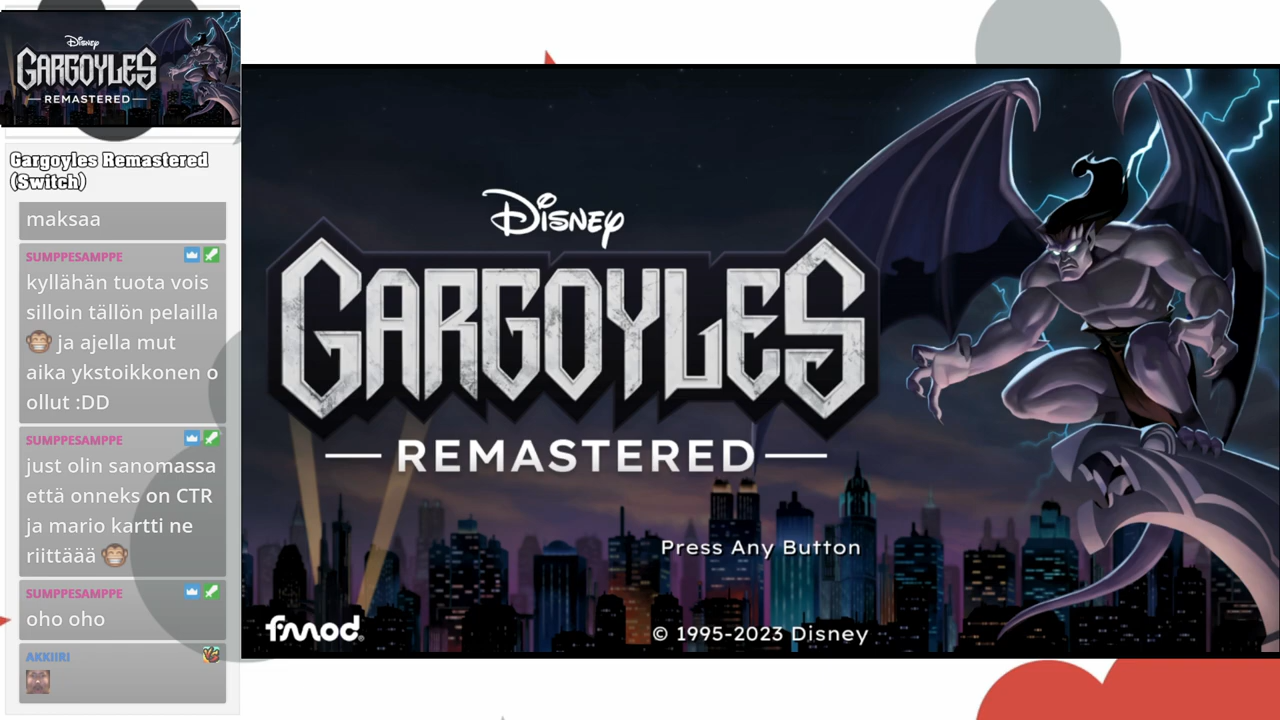 Disney
GARGOYLES
REMASTERED
Gargoyles Remastered
(Switch)
maksaa
SUMPPESAMPPE
kyllähän tuota vois
silloin tällön pelailla
ja ajella mut
aika ykstoikkonen o
ollut :DD
SUMPPESAMPPE
just olin sanomassa
että onneks on CTR
ja mario kartti ne
riittäää
SUMPPESAMPPE
oho oho
AKKIIRI
Disney
GARGOYLES
REMASTERED
Press Any Button
fmod®
© 1995-2023 Disney